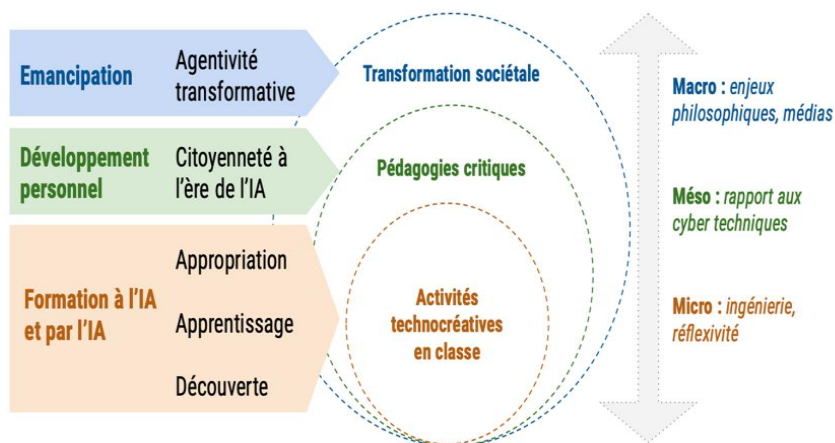 Emancipation
Agentivité
transformative
Transformation sociétale
Macro : enjeux
philosophiques, médias
Développement
personnel
Citoyenneté à
l'ère de l'IA
Pédagogies critiques
Méso : rapport aux
cyber techniques
Formation à l'IA
et par l'IA
Appropriation
Apprentissage
Découverte
Activités
technocréatives
en classe
Micro : ingénierie,
réflexivité